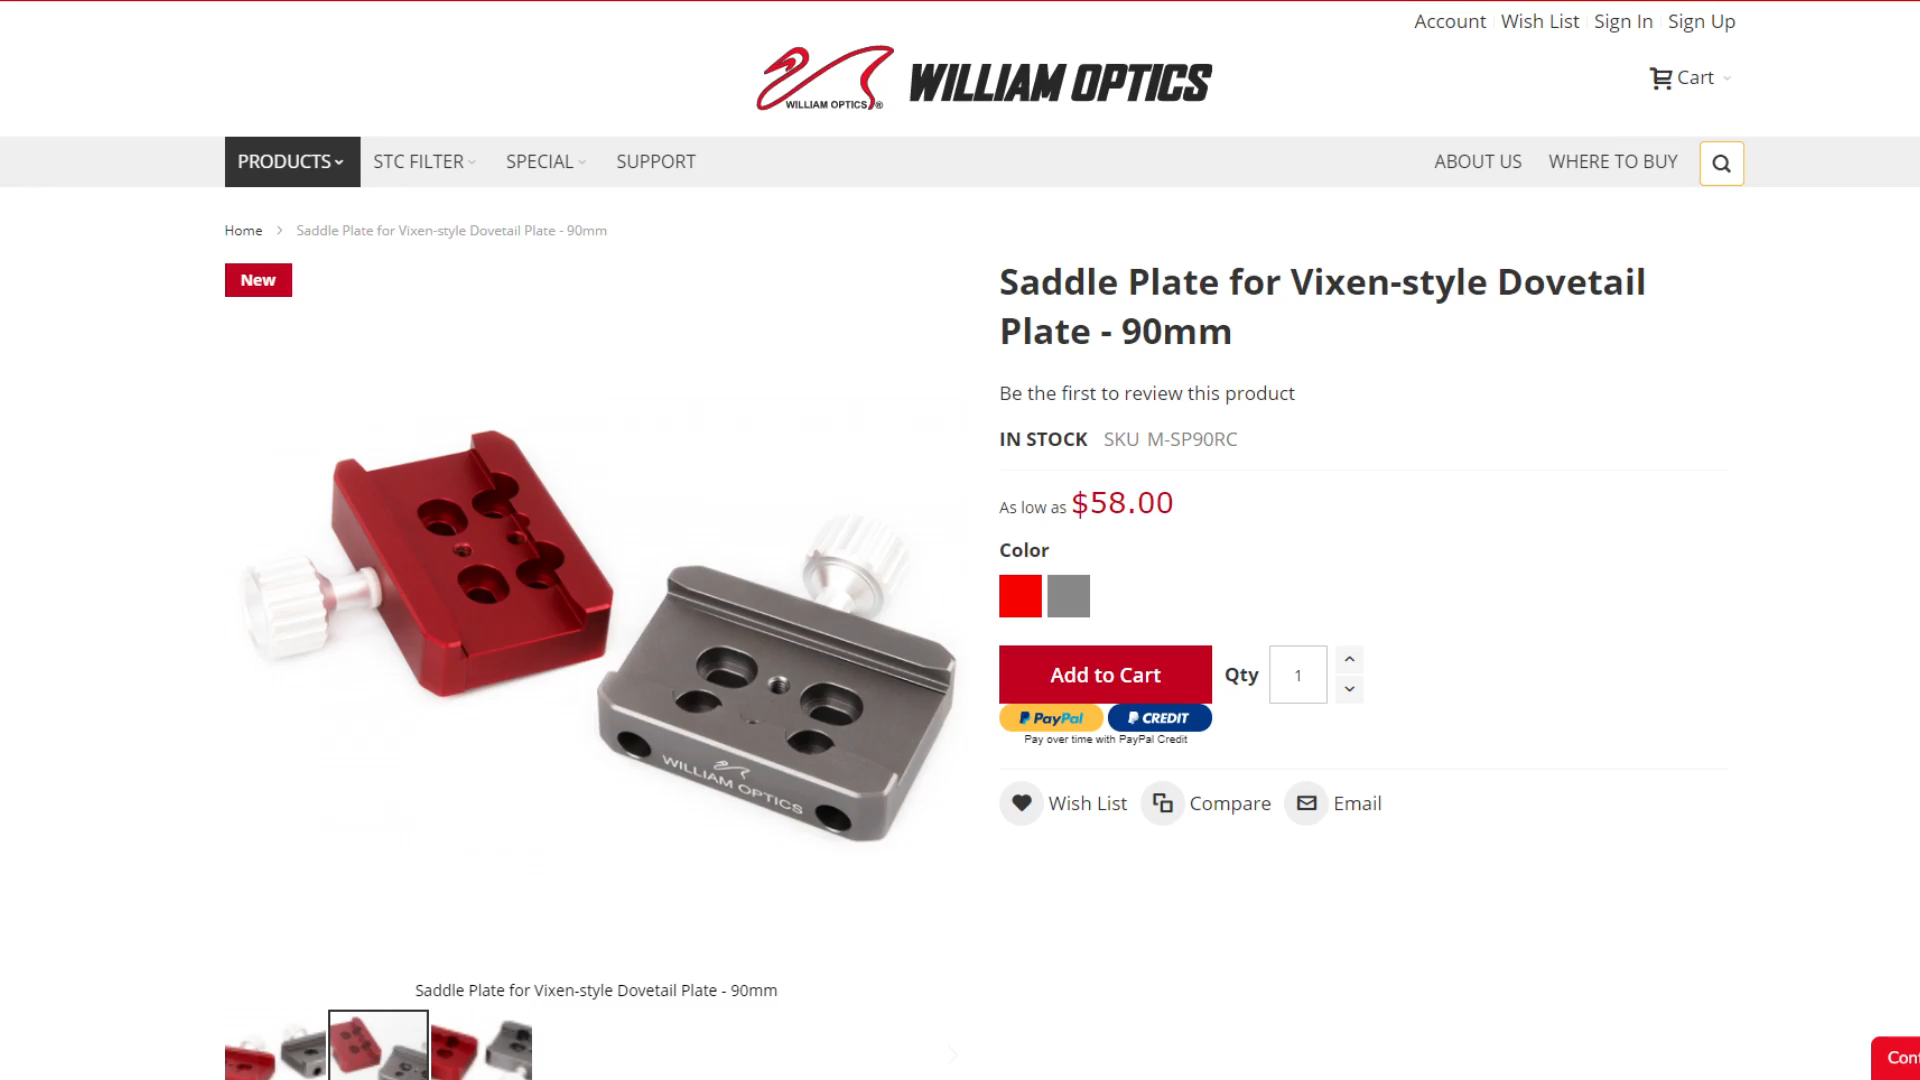 Account Wish List Sign In Sign Up
WILLIAM OPTICS® WILLIAM OPTICS
Cart
PRODUCTS STC FILTER SPECIAL SUPPORT ABOUT US WHERE TO BUY
Home > Saddle Plate for Vixen-style Dovetail Plate - 90mm
New
Saddle Plate for Vixen-style Dovetail
Plate - 90mm
Be the first to review this product
IN STOCK SKU M-SP90RC
As low as $58.00
Color
Add to Cart Qty 1
PayPal CREDIT
Pay over time with PayPal Credit
WILLIAM OPTICS
Wish List Compare Email
Saddle Plate for Vixen-style Dovetail Plate - 90mm